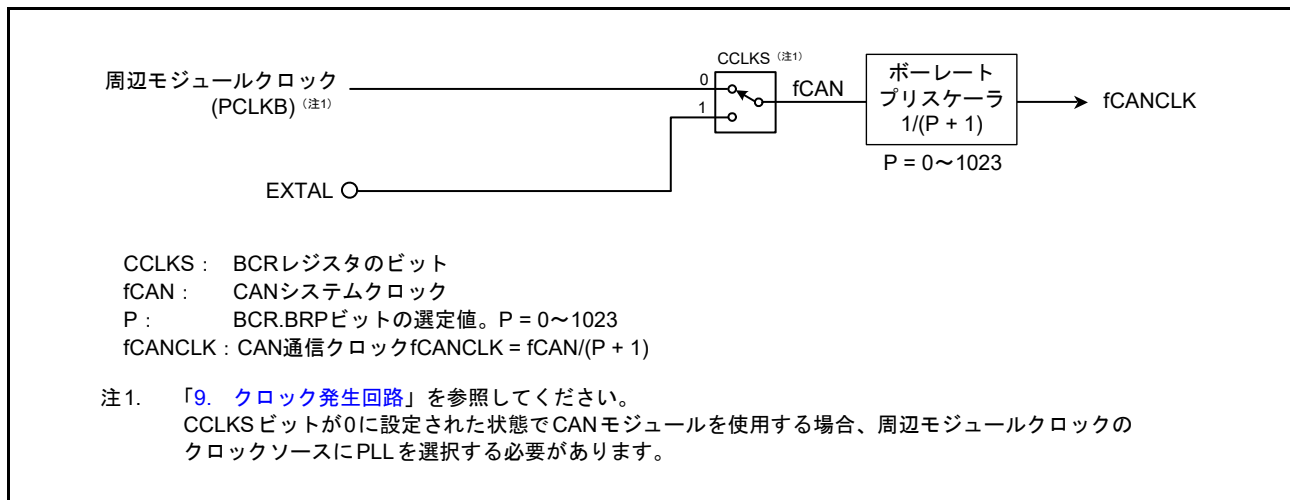 周辺モジュールクロック
(PCLKB)（注1）
EXTAL
CCLKS（注1）
0
1
fCAN
ボーレート
プリスケーラ
1/(P + 1)
P = 0～1023
fCANCLK
CCLKS： BCRレジスタのビット
fCAN： CANシステムクロック
P： BCR.BRPビットの選定値。P = 0～1023
fCANCLK：CAN通信クロックfCANCLK = fCAN/(P + 1)
注1. 「9. クロック発生回路」を参照してください。
CCLKSビットが0に設定された状態でCANモジュールを使用する場合、周辺モジュールクロックの
クロックソースにPLLを選択する必要があります。